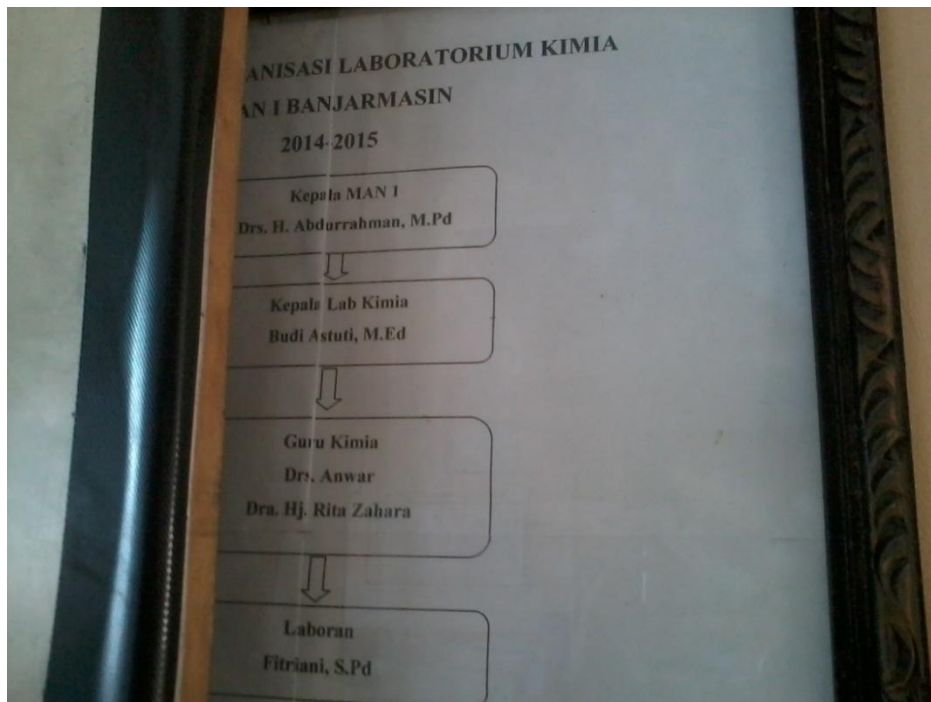 ANISASI LABORATORIUM KIMIA
AN I BANJARMASIN
2014-2015
Kepala MAN 1
Drs. H. Abdurrahman, M.Pd
Kepala Lab Kimia
Budi Astuti, M.Ed
Guru Kimia
Drs. Anwar
Dra. Hj. Rita Zahara
Laboran
Fitriani, S.Pd